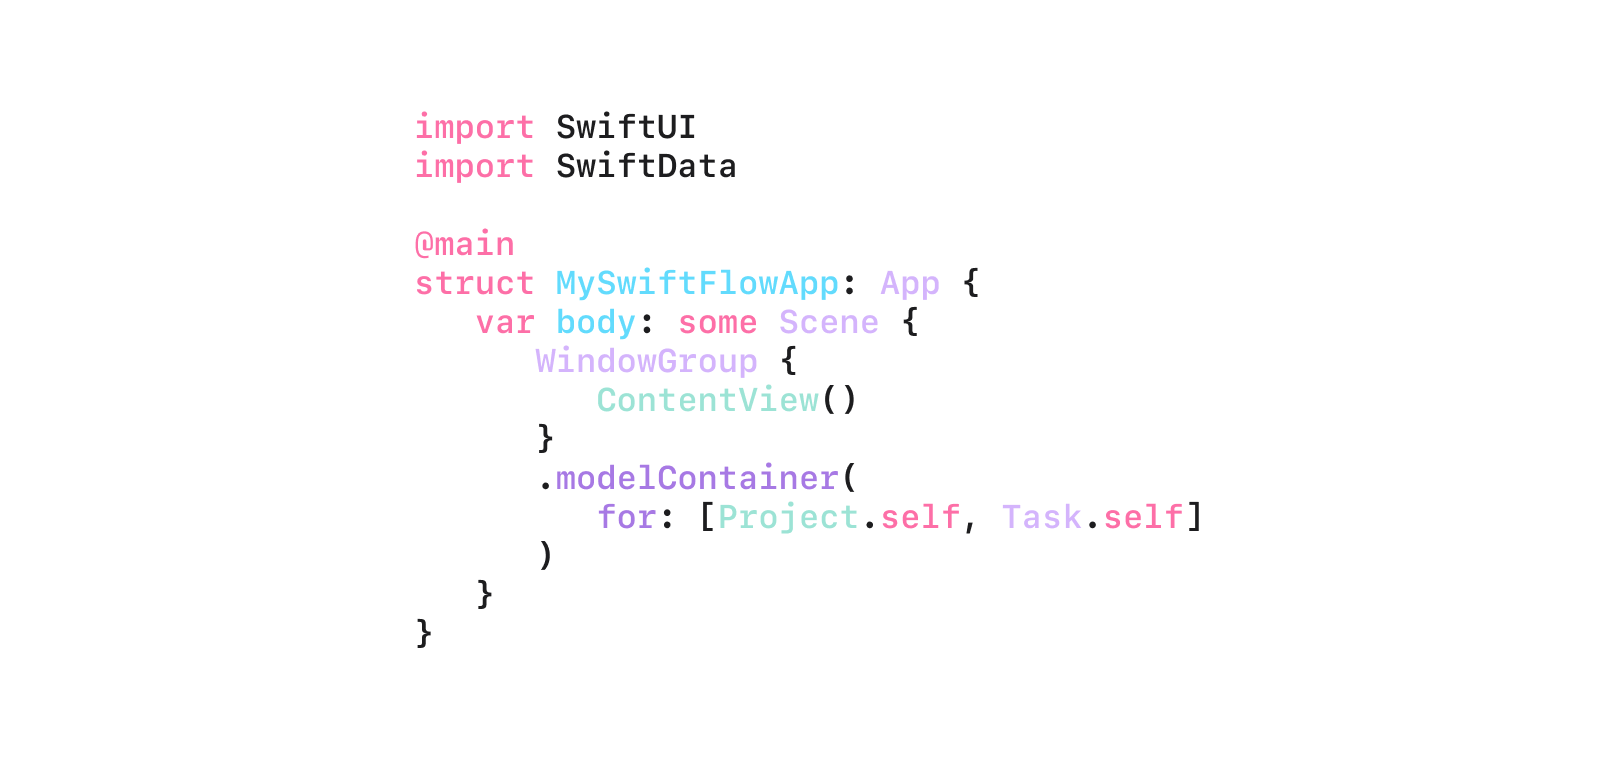 import SwiftUI
import SwiftData

@main
struct MySwiftFlowApp: App {
   var body: some Scene {
      WindowGroup {
         ContentView()
      }
      .modelContainer(
         for: [Project.self, Task.self]
      )
   }
}